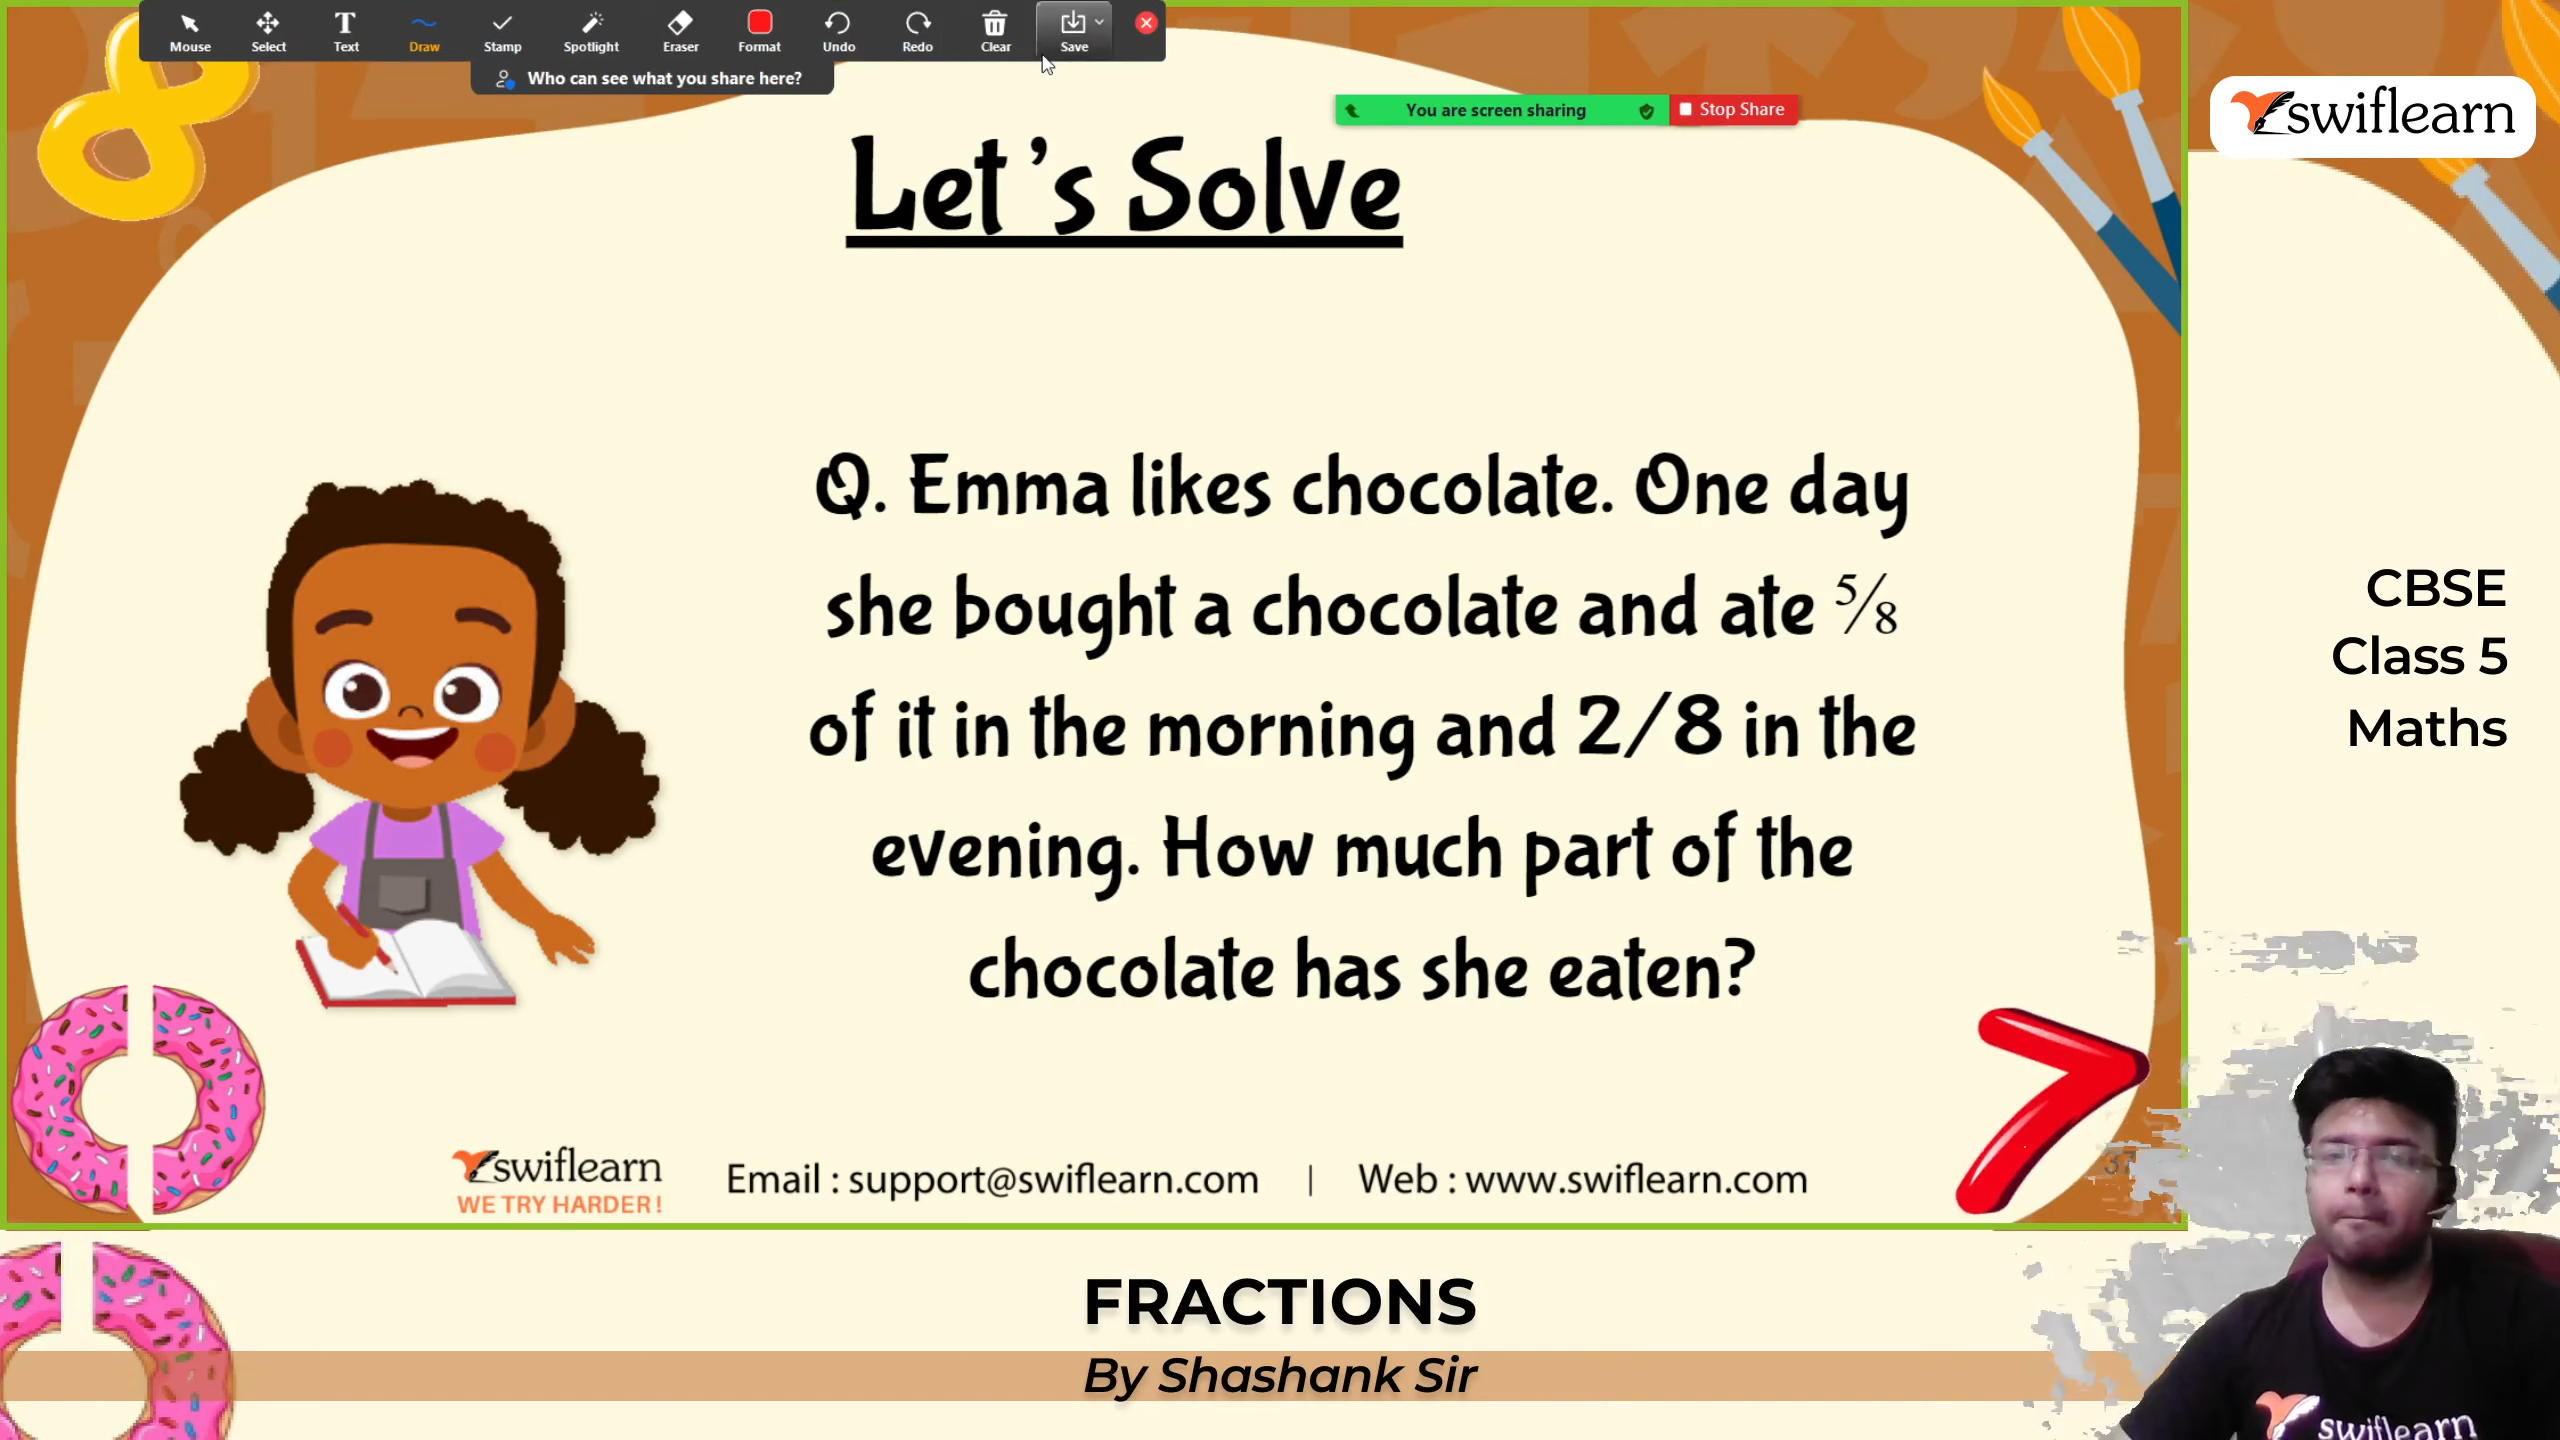 Mouse Select Text Draw Stamp Spotlight Eraser Format Undo Redo Clear Save
Who can see what you share here?
You are screen sharing Stop Share
swiflearn
Let's Solve
Q. Emma likes chocolate. One day
she bought a chocolate and ate ⅝
of it in the morning and 2/8 in the
evening. How much part of the
chocolate has she eaten?
CBSE
Class 5
Maths
swiflearn
WE TRY HARDER !
Email : support@swiflearn.com | Web : www.swiflearn.com
FRACTIONS
By Shashank Sir
swiflearn